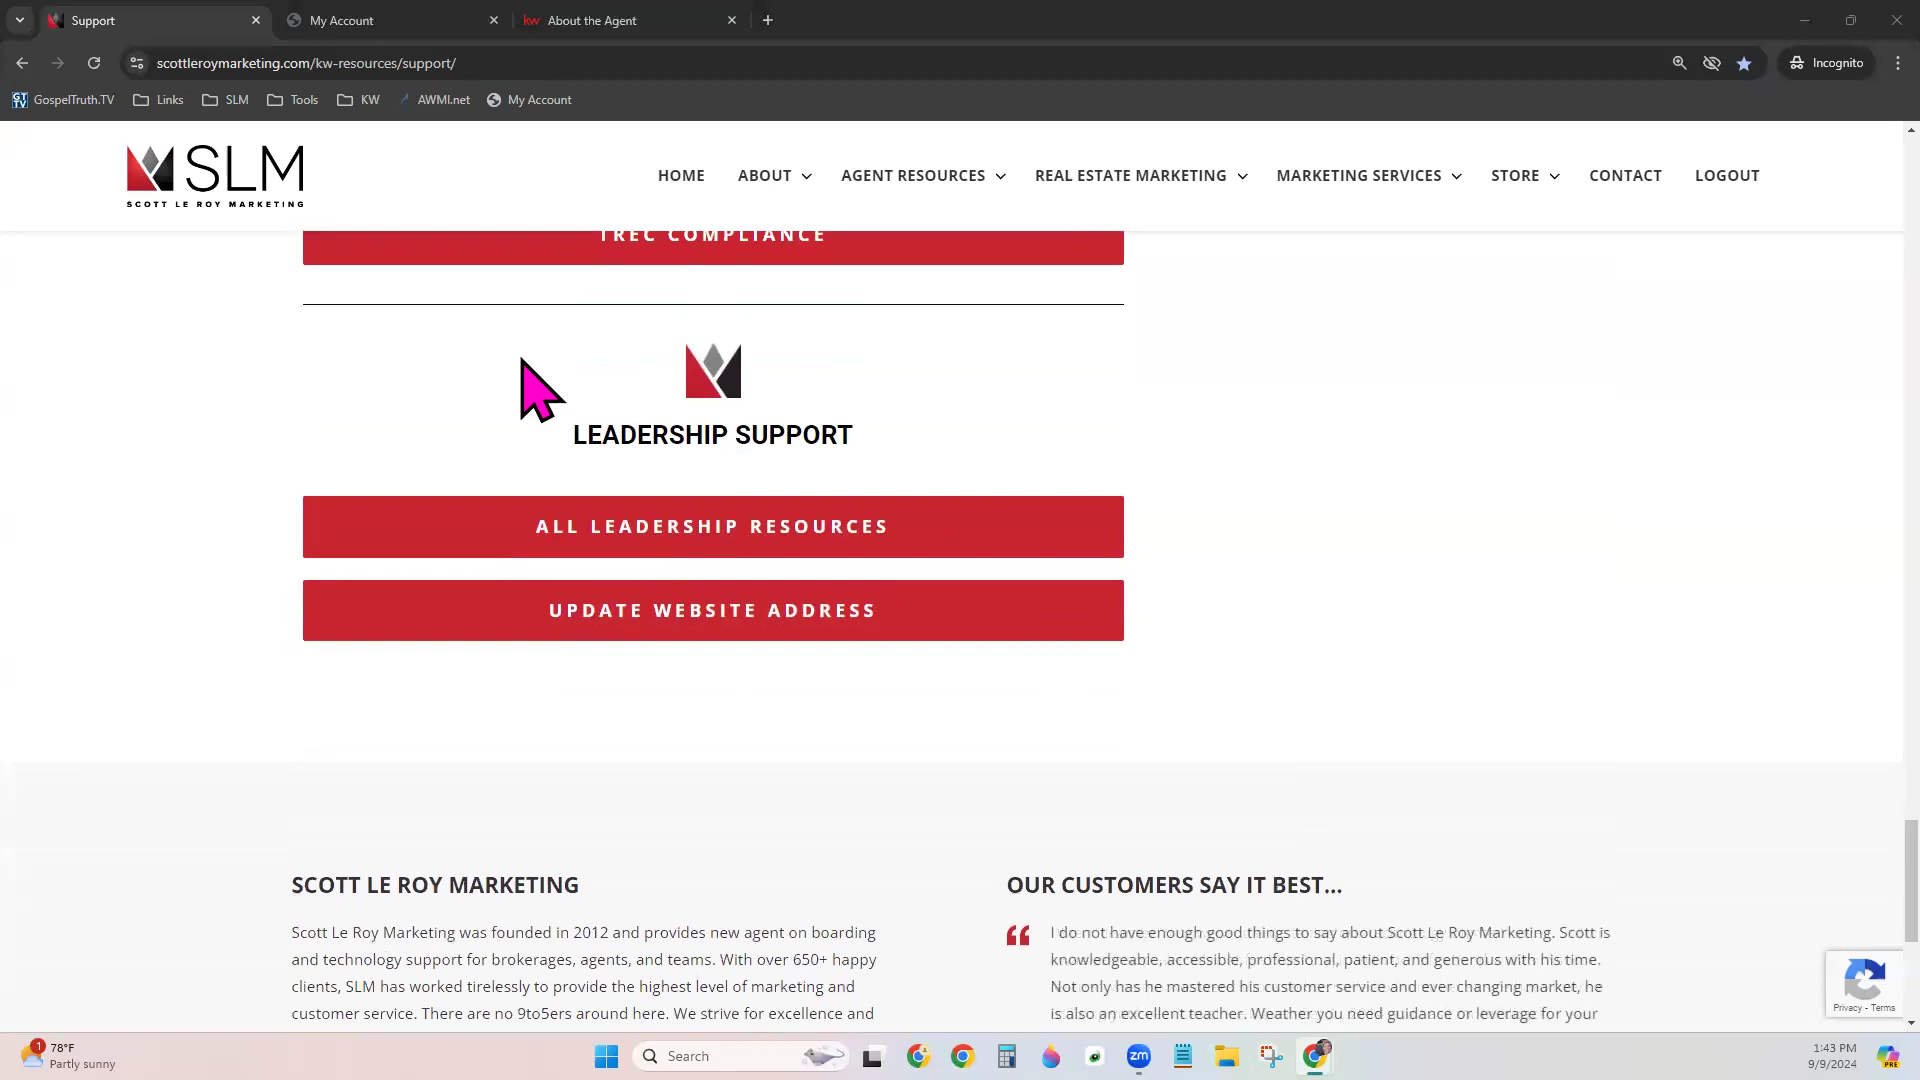 Support
My Account
kw About the Agent
scottleroymarketing.com/kw-resources/support/
Incognito
GT TV GospelTruth.TV
Links
SLM
Tools
KW
AWMI.net
My Account
SLM
SCOTT LE ROY MARKETING
HOME
ABOUT
AGENT RESOURCES
REAL ESTATE MARKETING
MARKETING SERVICES
STORE
CONTACT
LOGOUT
TREC COMPLIANCE
LEADERSHIP SUPPORT
ALL LEADERSHIP RESOURCES
UPDATE WEBSITE ADDRESS
SCOTT LE ROY MARKETING
Scott Le Roy Marketing was founded in 2012 and provides new agent on boarding
and technology support for brokerages, agents, and teams. With over 650+ happy
clients, SLM has worked tirelessly to provide the highest level of marketing and
customer service. There are no 9to5ers around here. We strive for excellence and
OUR CUSTOMERS SAY IT BEST...
I do not have enough good things to say about Scott Le Roy Marketing. Scott is
knowledgeable, accessible, professional, patient, and generous with his time.
Not only has he mastered his customer service and ever changing market, he
is also an excellent teacher. Weather you need guidance or leverage for your
Privacy - Terms
1
78°F
Partly sunny
Search
zm
1:43 PM
9/9/2024
PRE